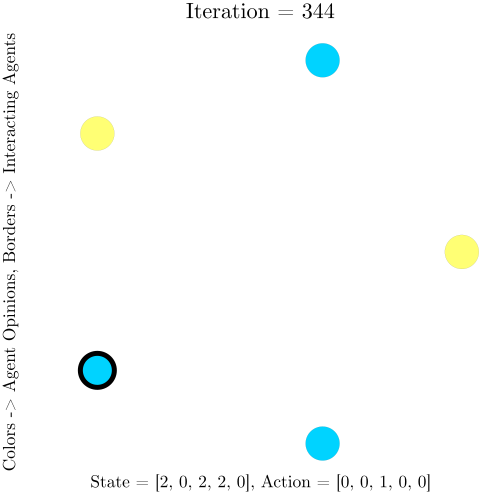 Iteration = 344
Colors -> Agent Opinions, Borders -> Interacting Agents
State = [2, 0, 2, 2, 0], Action = [0, 0, 1, 0, 0]